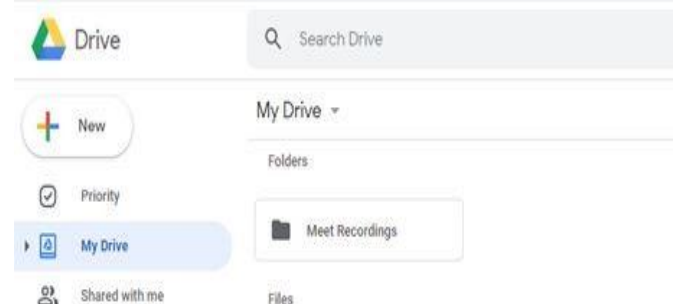 Drive
Search Drive
New
My Drive
Folders
Priority
Meet Recordings
My Drive
Shared with me
Files